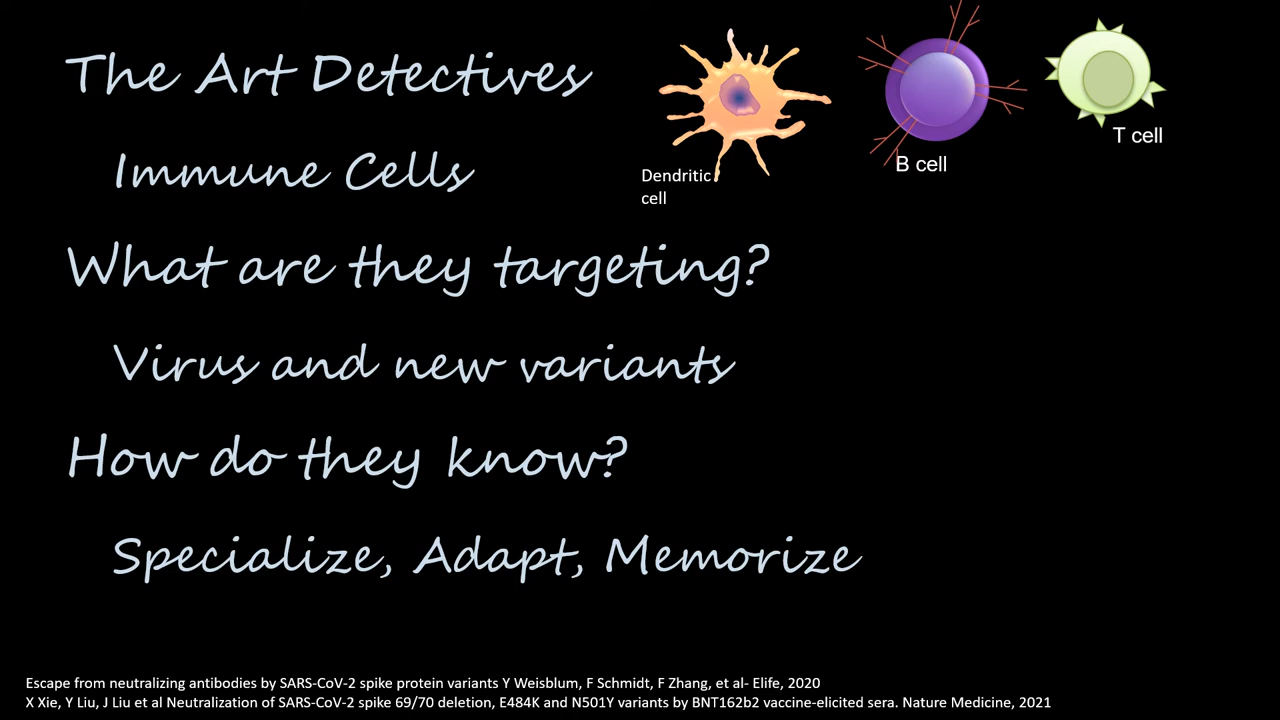 The Art Detectives
Immune Cells
Dendritic
cell
B cell
T cell
What are they targeting?
Virus and new variants
How do they know?
Specialize, Adapt, Memorize
Escape from neutralizing antibodies by SARS-CoV-2 spike protein variants Y Weisblum, F Schmidt, F Zhang, et al- Elife, 2020
X Xie, Y Liu, J Liu et al Neutralization of SARS-CoV-2 spike 69/70 deletion, E484K and N501Y variants by BNT162b2 vaccine-elicited sera. Nature Medicine, 2021